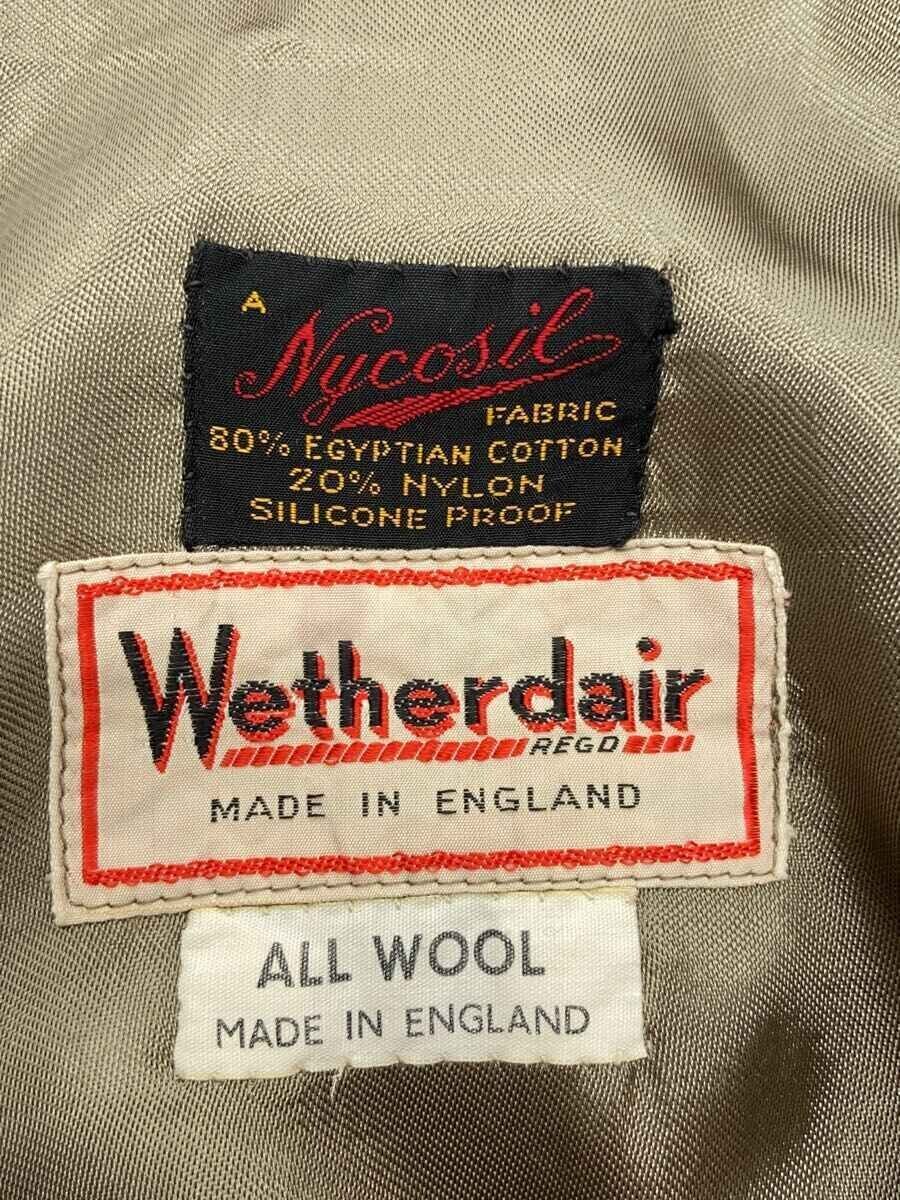 A
Nycosil
FABRIC
80% EGYPTIAN COTTON
20% NYLON
SILICONE PROOF
Wetherdair
REGD
MADE IN ENGLAND
ALL WOOL
MADE IN ENGLAND